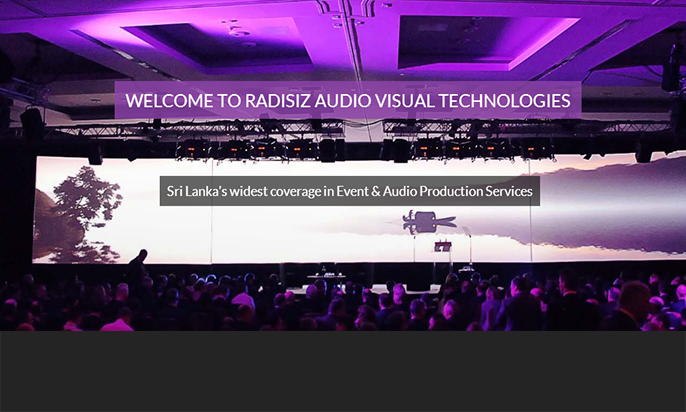 WELCOME TO RADISIZ AUDIO VISUAL TECHNOLOGIES
Sri Lanka's widest coverage in Event & Audio Production Services